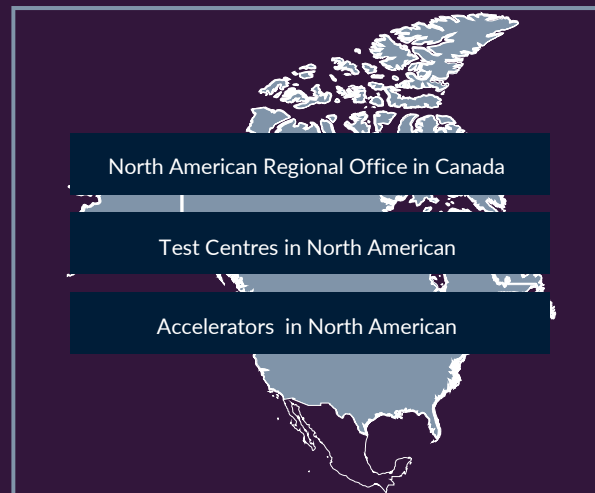 North American Regional Office in Canada
Test Centres in North American
Accelerators  in North American